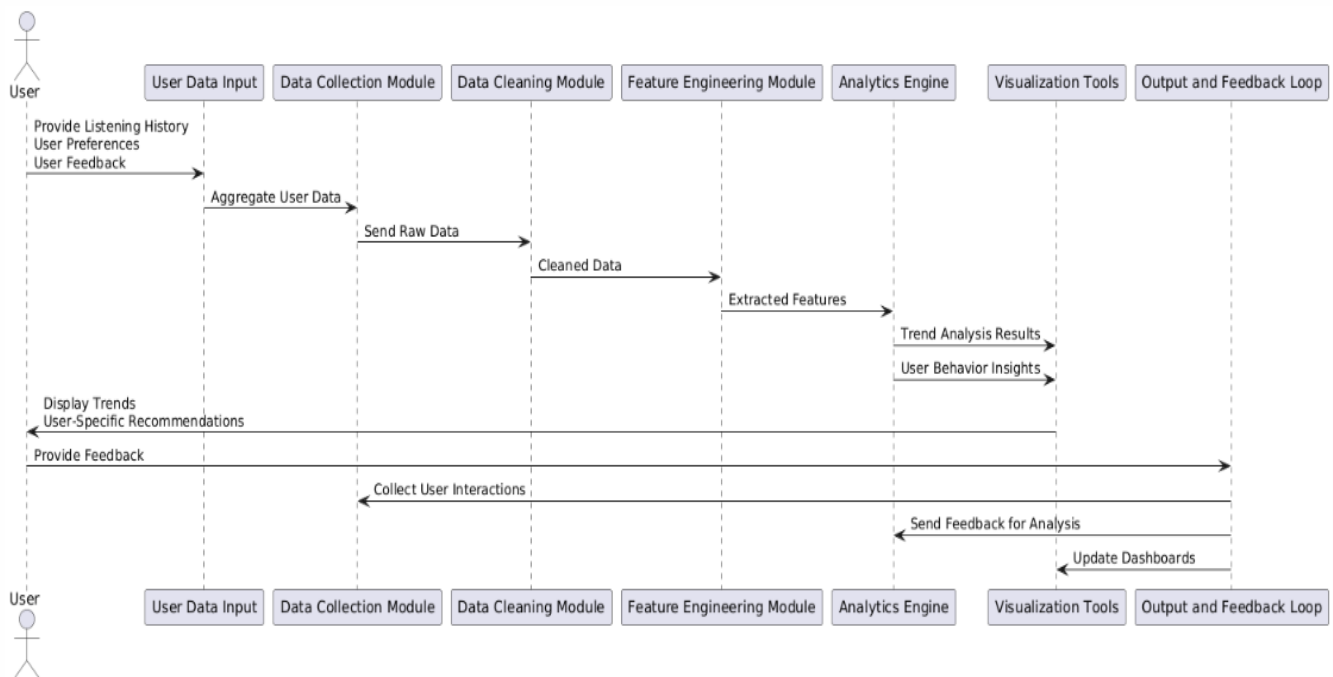 User
User Data Input
Data Collection Module
Data Cleaning Module
Feature Engineering Module
Analytics Engine
Visualization Tools
Output and Feedback Loop
Provide Listening History
User Preferences
User Feedback
Aggregate User Data
Send Raw Data
Cleaned Data
Extracted Features
Trend Analysis Results
User Behavior Insights
Display Trends
User-Specific Recommendations
Provide Feedback
Collect User Interactions
Send Feedback for Analysis
Update Dashboards
User
User Data Input
Data Collection Module
Data Cleaning Module
Feature Engineering Module
Analytics Engine
Visualization Tools
Output and Feedback Loop